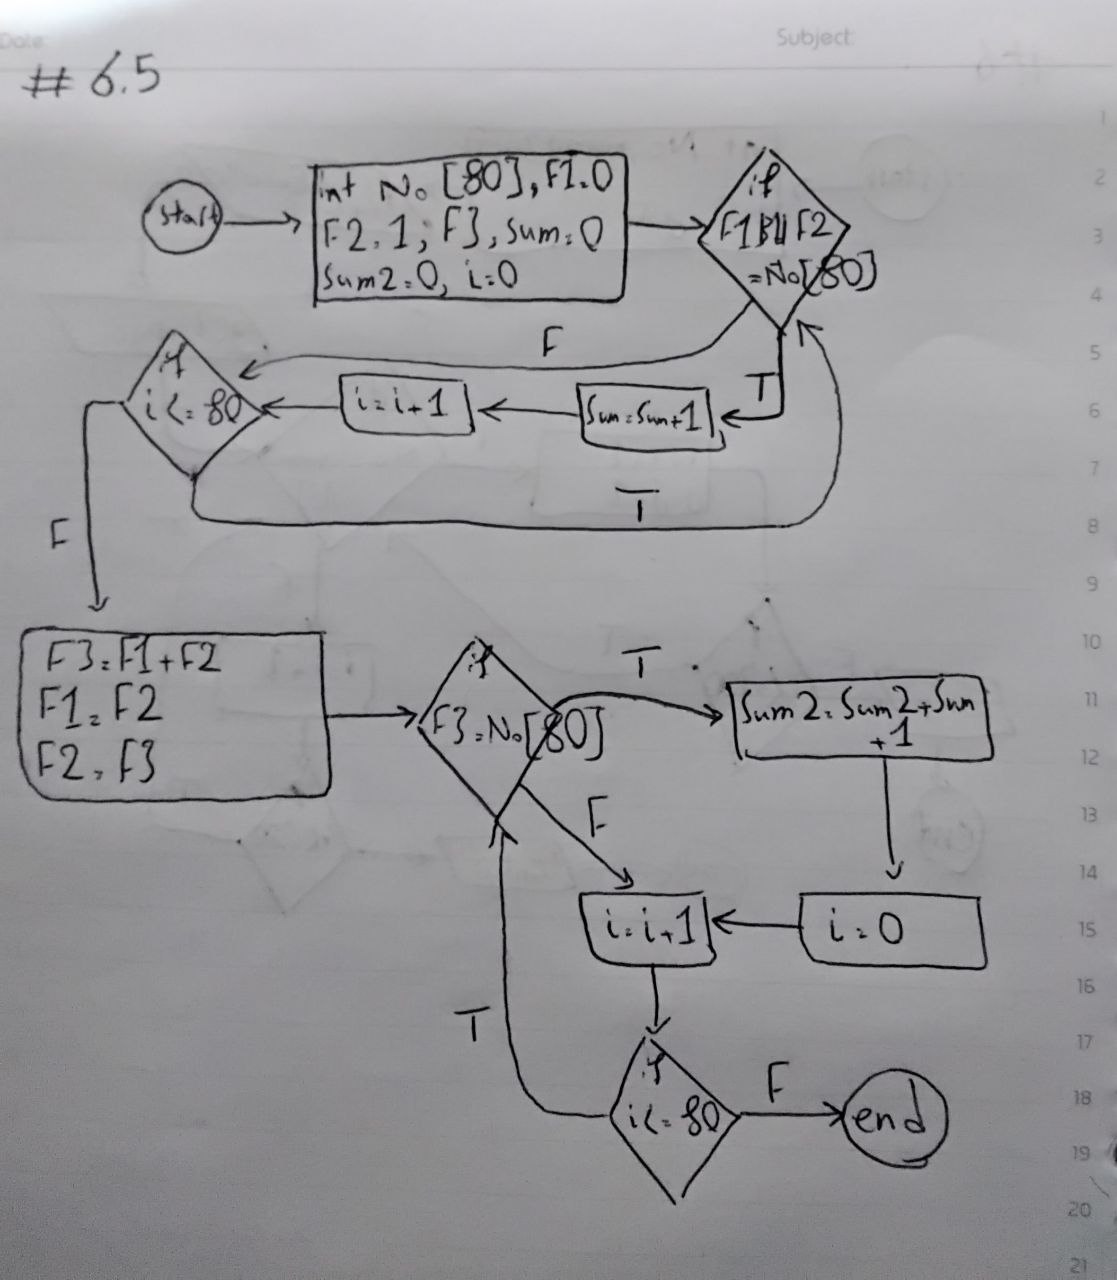 Date
Subject
# 6.5
start
int No [80], F1=0
F2=1; F3, sum=0
sum2=0, i=0
if
F1 || F2
=No[80]
F
T
if
i<=80
i=i+1
Sum=Sum+1
T
F
F3=F1+F2
F1=F2
F2=F3
if
F3=No[80]
T
Sum2=Sum2+Sum
+1
F
i=i+1
i=0
T
if
i<=80
F
end
1
2
3
4
5
6
7
8
9
10
11
12
13
14
15
16
17
18
19
20
21